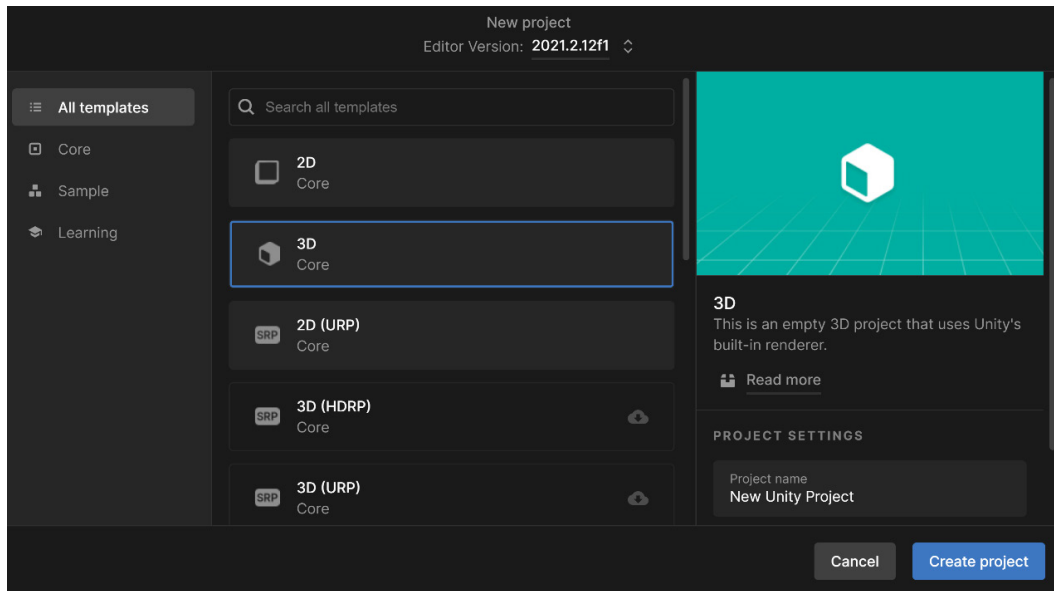 New project
Editor Version: 2021.2.12f1
All templates
Core
Sample
Learning
Search all templates
2D
Core
3D
Core
SRP
2D (URP)
Core
SRP
3D (HDRP)
Core
SRP
3D (URP)
Core
3D
This is an empty 3D project that uses Unity's
built-in renderer.
Read more
PROJECT SETTINGS
Project name
New Unity Project
Cancel
Create project